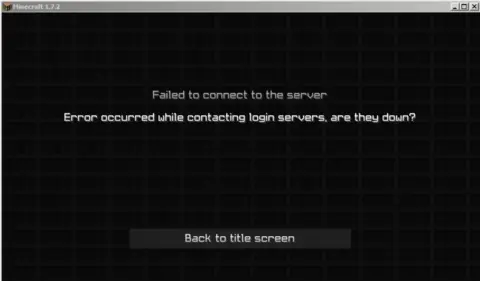 Minecraft 1.7.2
Failed to connect to the server
Error occurred while contacting login servers, are they down?
Back to title screen